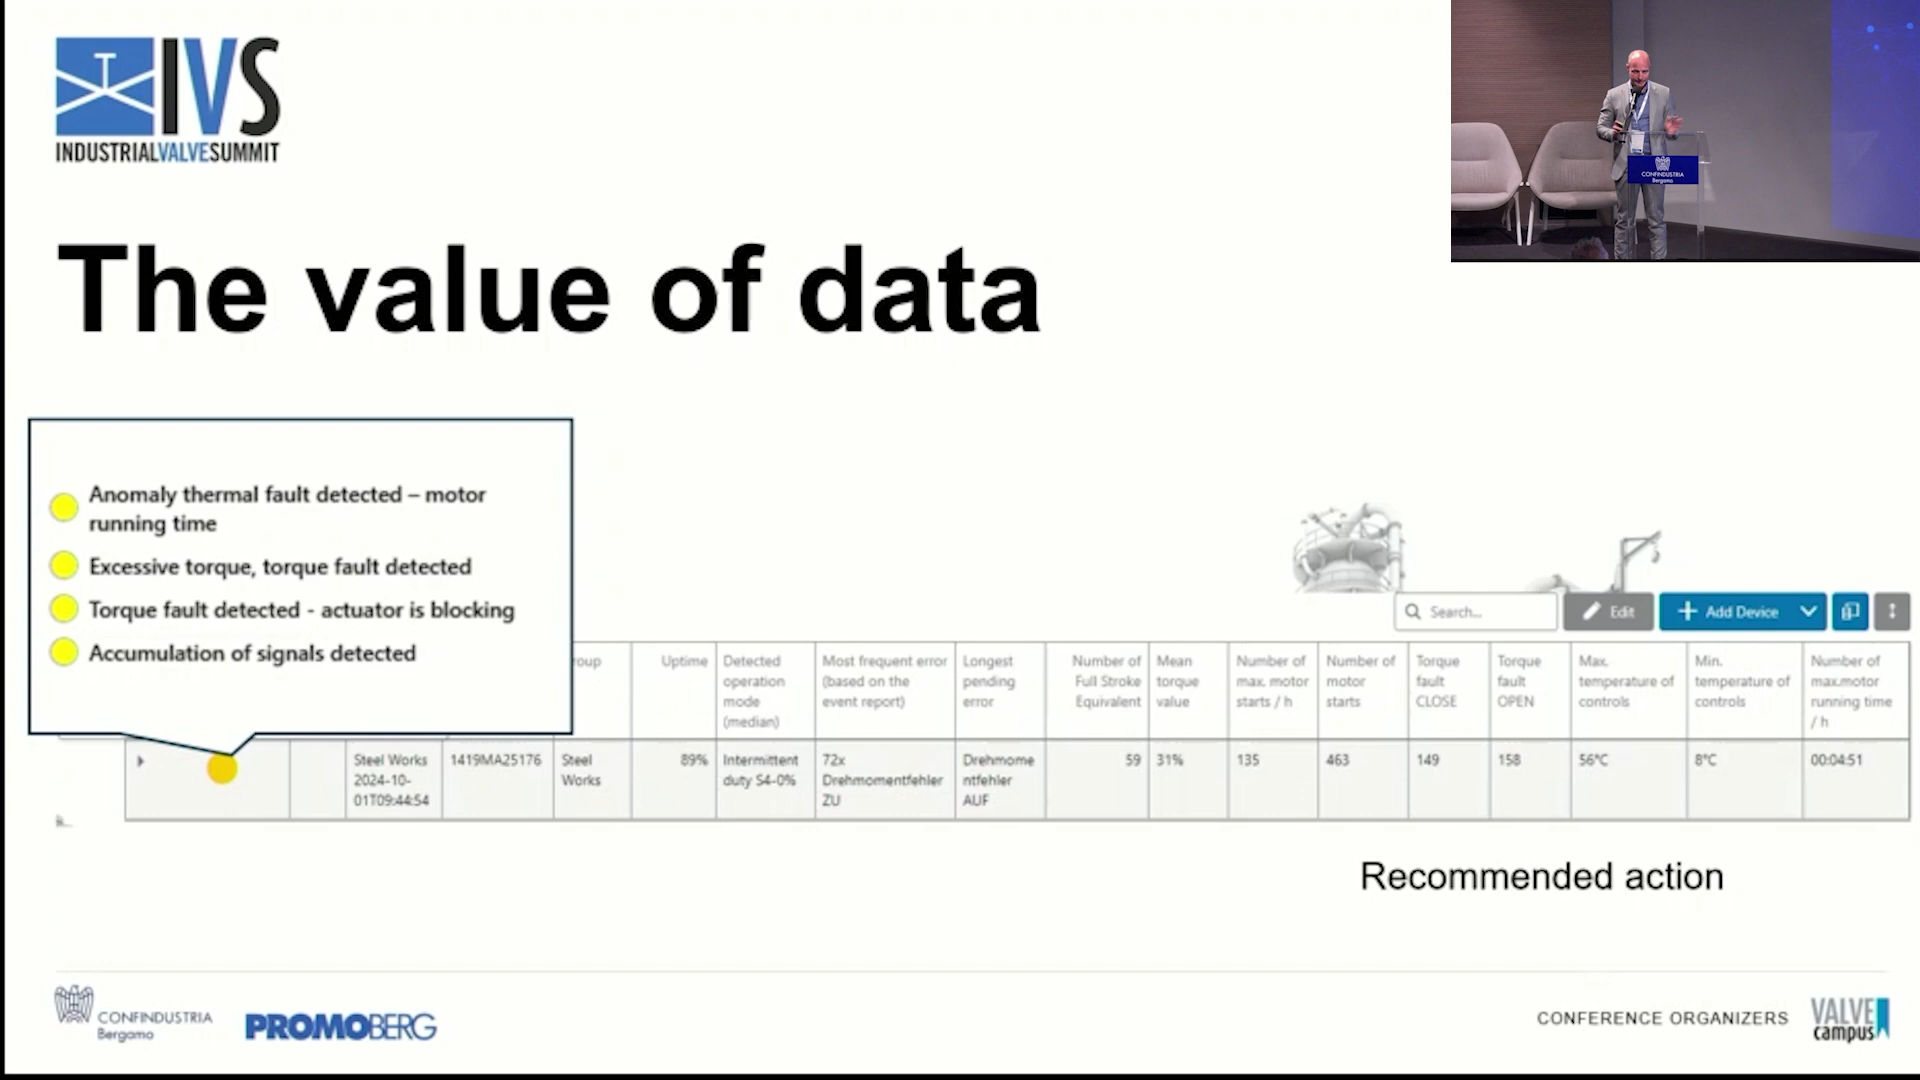 IVS
INDUSTRIALVALVESUMMIT
CONFINDUSTRIA
Bergamo
The value of data
Anomaly thermal fault detected – motor
running time
Excessive torque, torque fault detected
Torque fault detected - actuator is blocking
Accumulation of signals detected
Search...
Edit
Add Device
roup
Uptime
Detected
operation
mode
(median)
Most frequent error
(based on the
event report)
Longest
pending
error
Number of
Full Stroke
Equivalent
Mean
torque
value
Number of
max. motor
starts / h
Number of
motor
starts
Torque
fault
CLOSE
Torque
fault
OPEN
Max.
temperature of
controls
Min.
temperature of
controls
Number of
max.motor
running time
/ h
Steel Works
2024-10-
01T09:44:54
1419MA25176
Steel
Works
89%
Intermittent
duty S4-0%
72x
Drehmomentfehler
ZU
Drehmome
ntfehler
AUF
59
31%
135
463
149
158
56°C
8°C
00:04:51
Recommended action
CONFINDUSTRIA
Bergamo
PROMOBERG
CONFERENCE ORGANIZERS
VALVE
campus